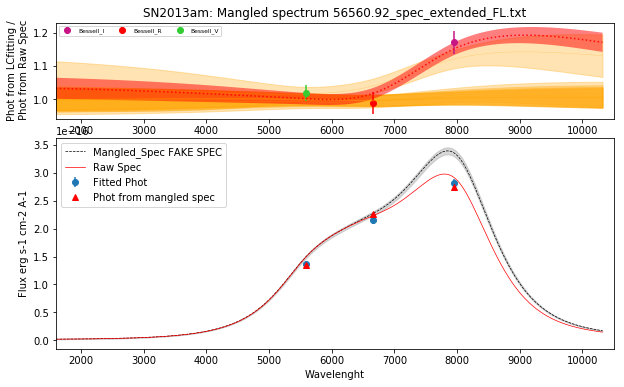 SN2013am: Mangled spectrum 56560.92_spec_extended_FL.txt
Phot from LCfitting /
Phot from Raw Spec
Bessell_I
Bessell_R
Bessell_V
1.2
1.1
1.0
2000 3000 4000 5000 6000 7000 8000 9000 10000
Flux erg s-1 cm-2 A-1
3.5
3.0
2.5
2.0
1.5
1.0
0.5
0.0
Mangled_Spec FAKE SPEC
Raw Spec
Fitted Phot
Phot from mangled spec
2000 3000 4000 5000 6000 7000 8000 9000 10000
Wavelenght